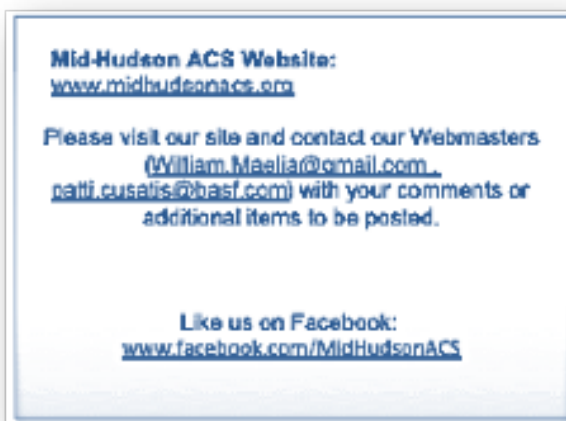 Mid-Hudson ACS Website:
www.midhudsonacs.org
Please visit our site and contact our Webmasters
(William.Maelia@gmail.com ,
patti.cusatis@basf.com) with your comments or
additional items to be posted.
Like us on Facebook:
www.facebook.com/MidHudsonACS